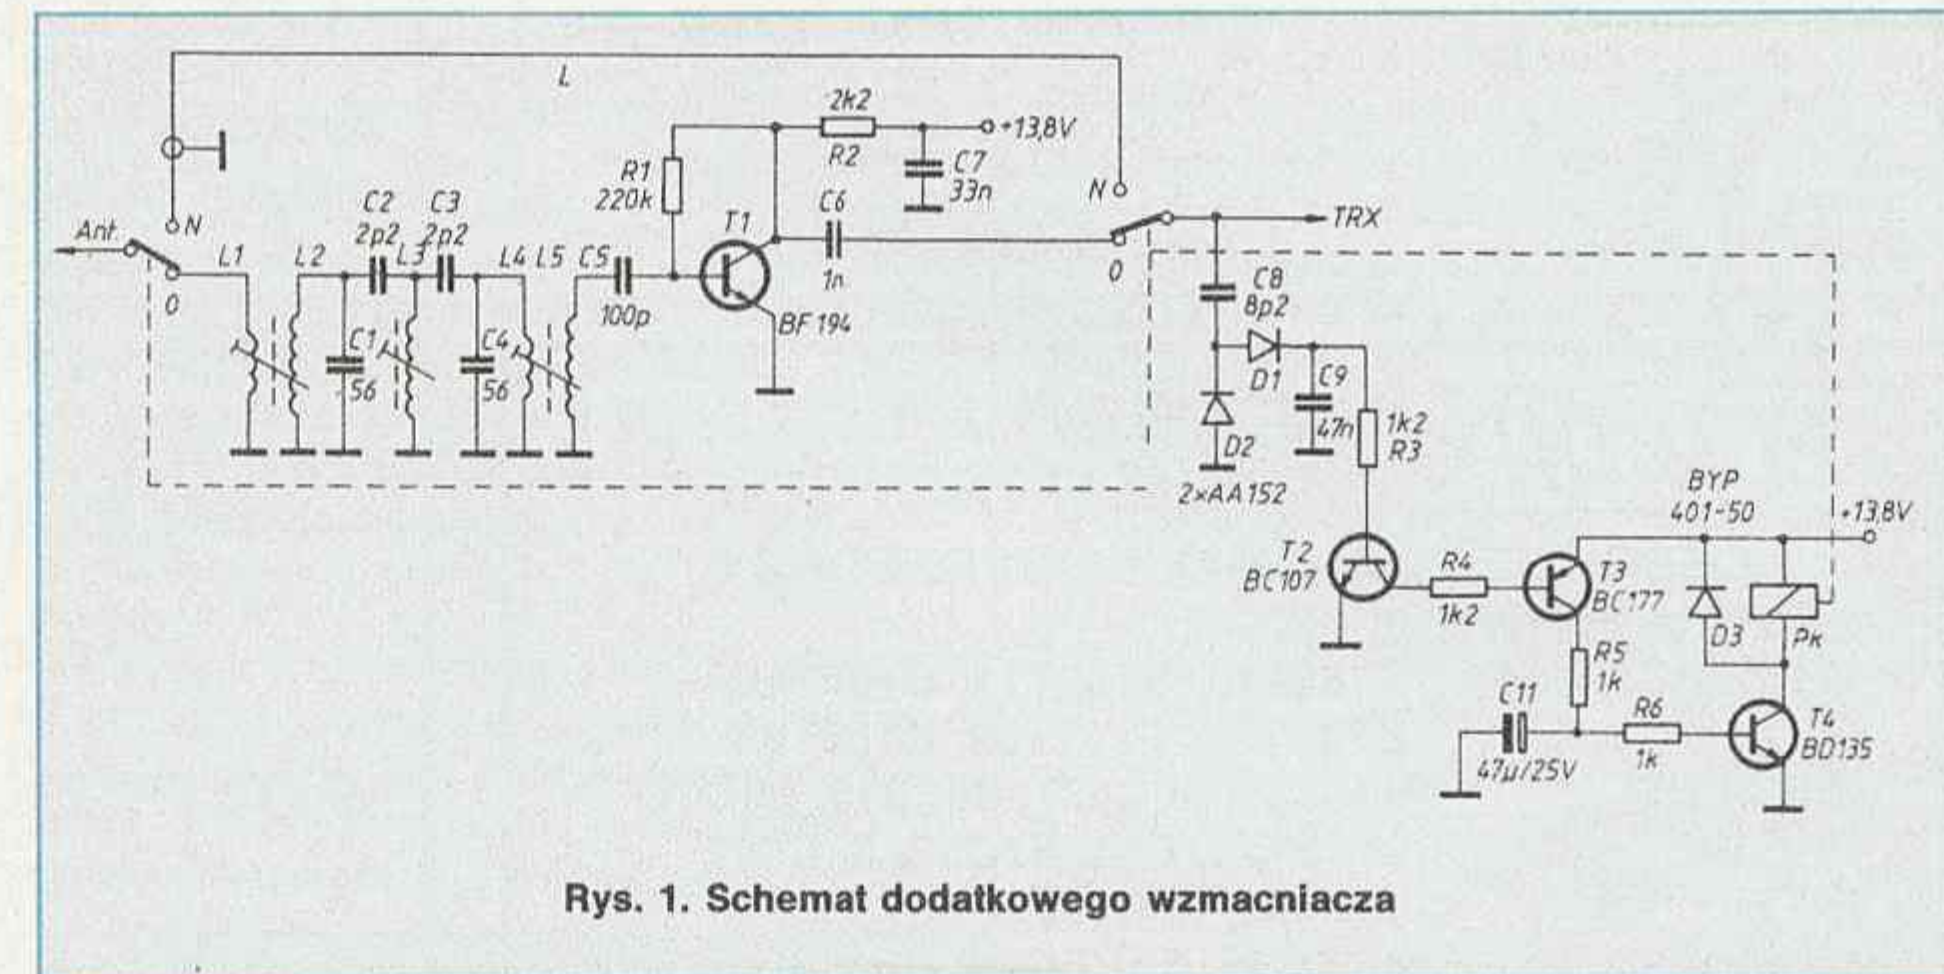 L
2k2
+13,8V
R2
C7
33n
R1
220k
C2
2p2
C3
2p2
T1
C6
1n
N
N
Ant.
TRX
L1
L2
L3
L4
L5
C5
100p
O
O
BF194
C1
56
C4
56
C8
8p2
D1
C9
47n
1k2
R3
D2
2×AA152
BYP
401-50
+13,8V
T2
BC107
R4
1k2
T3
BC177
D3
Pk
R5
1k
C11
47µ/25V
R6
1k
T4
BD135
Rys. 1. Schemat dodatkowego wzmacniacza